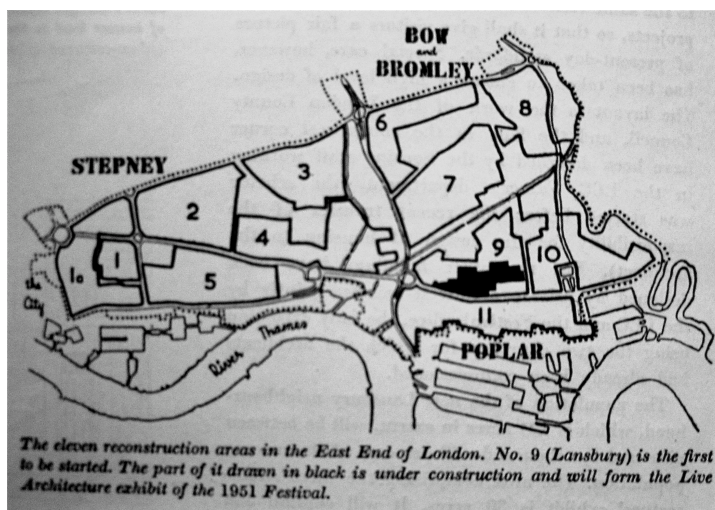 BOW
and
BROMLEY
STEPNEY
8
6
3
7
2
4
9
10
1a
1
5
the
City
11
River Thames
POPLAR
The eleven reconstruction areas in the East End of London. No. 9 (Lansbury) is the first
to be started. The part of it drawn in black is under construction and will form the Live
Architecture exhibit of the 1951 Festival.